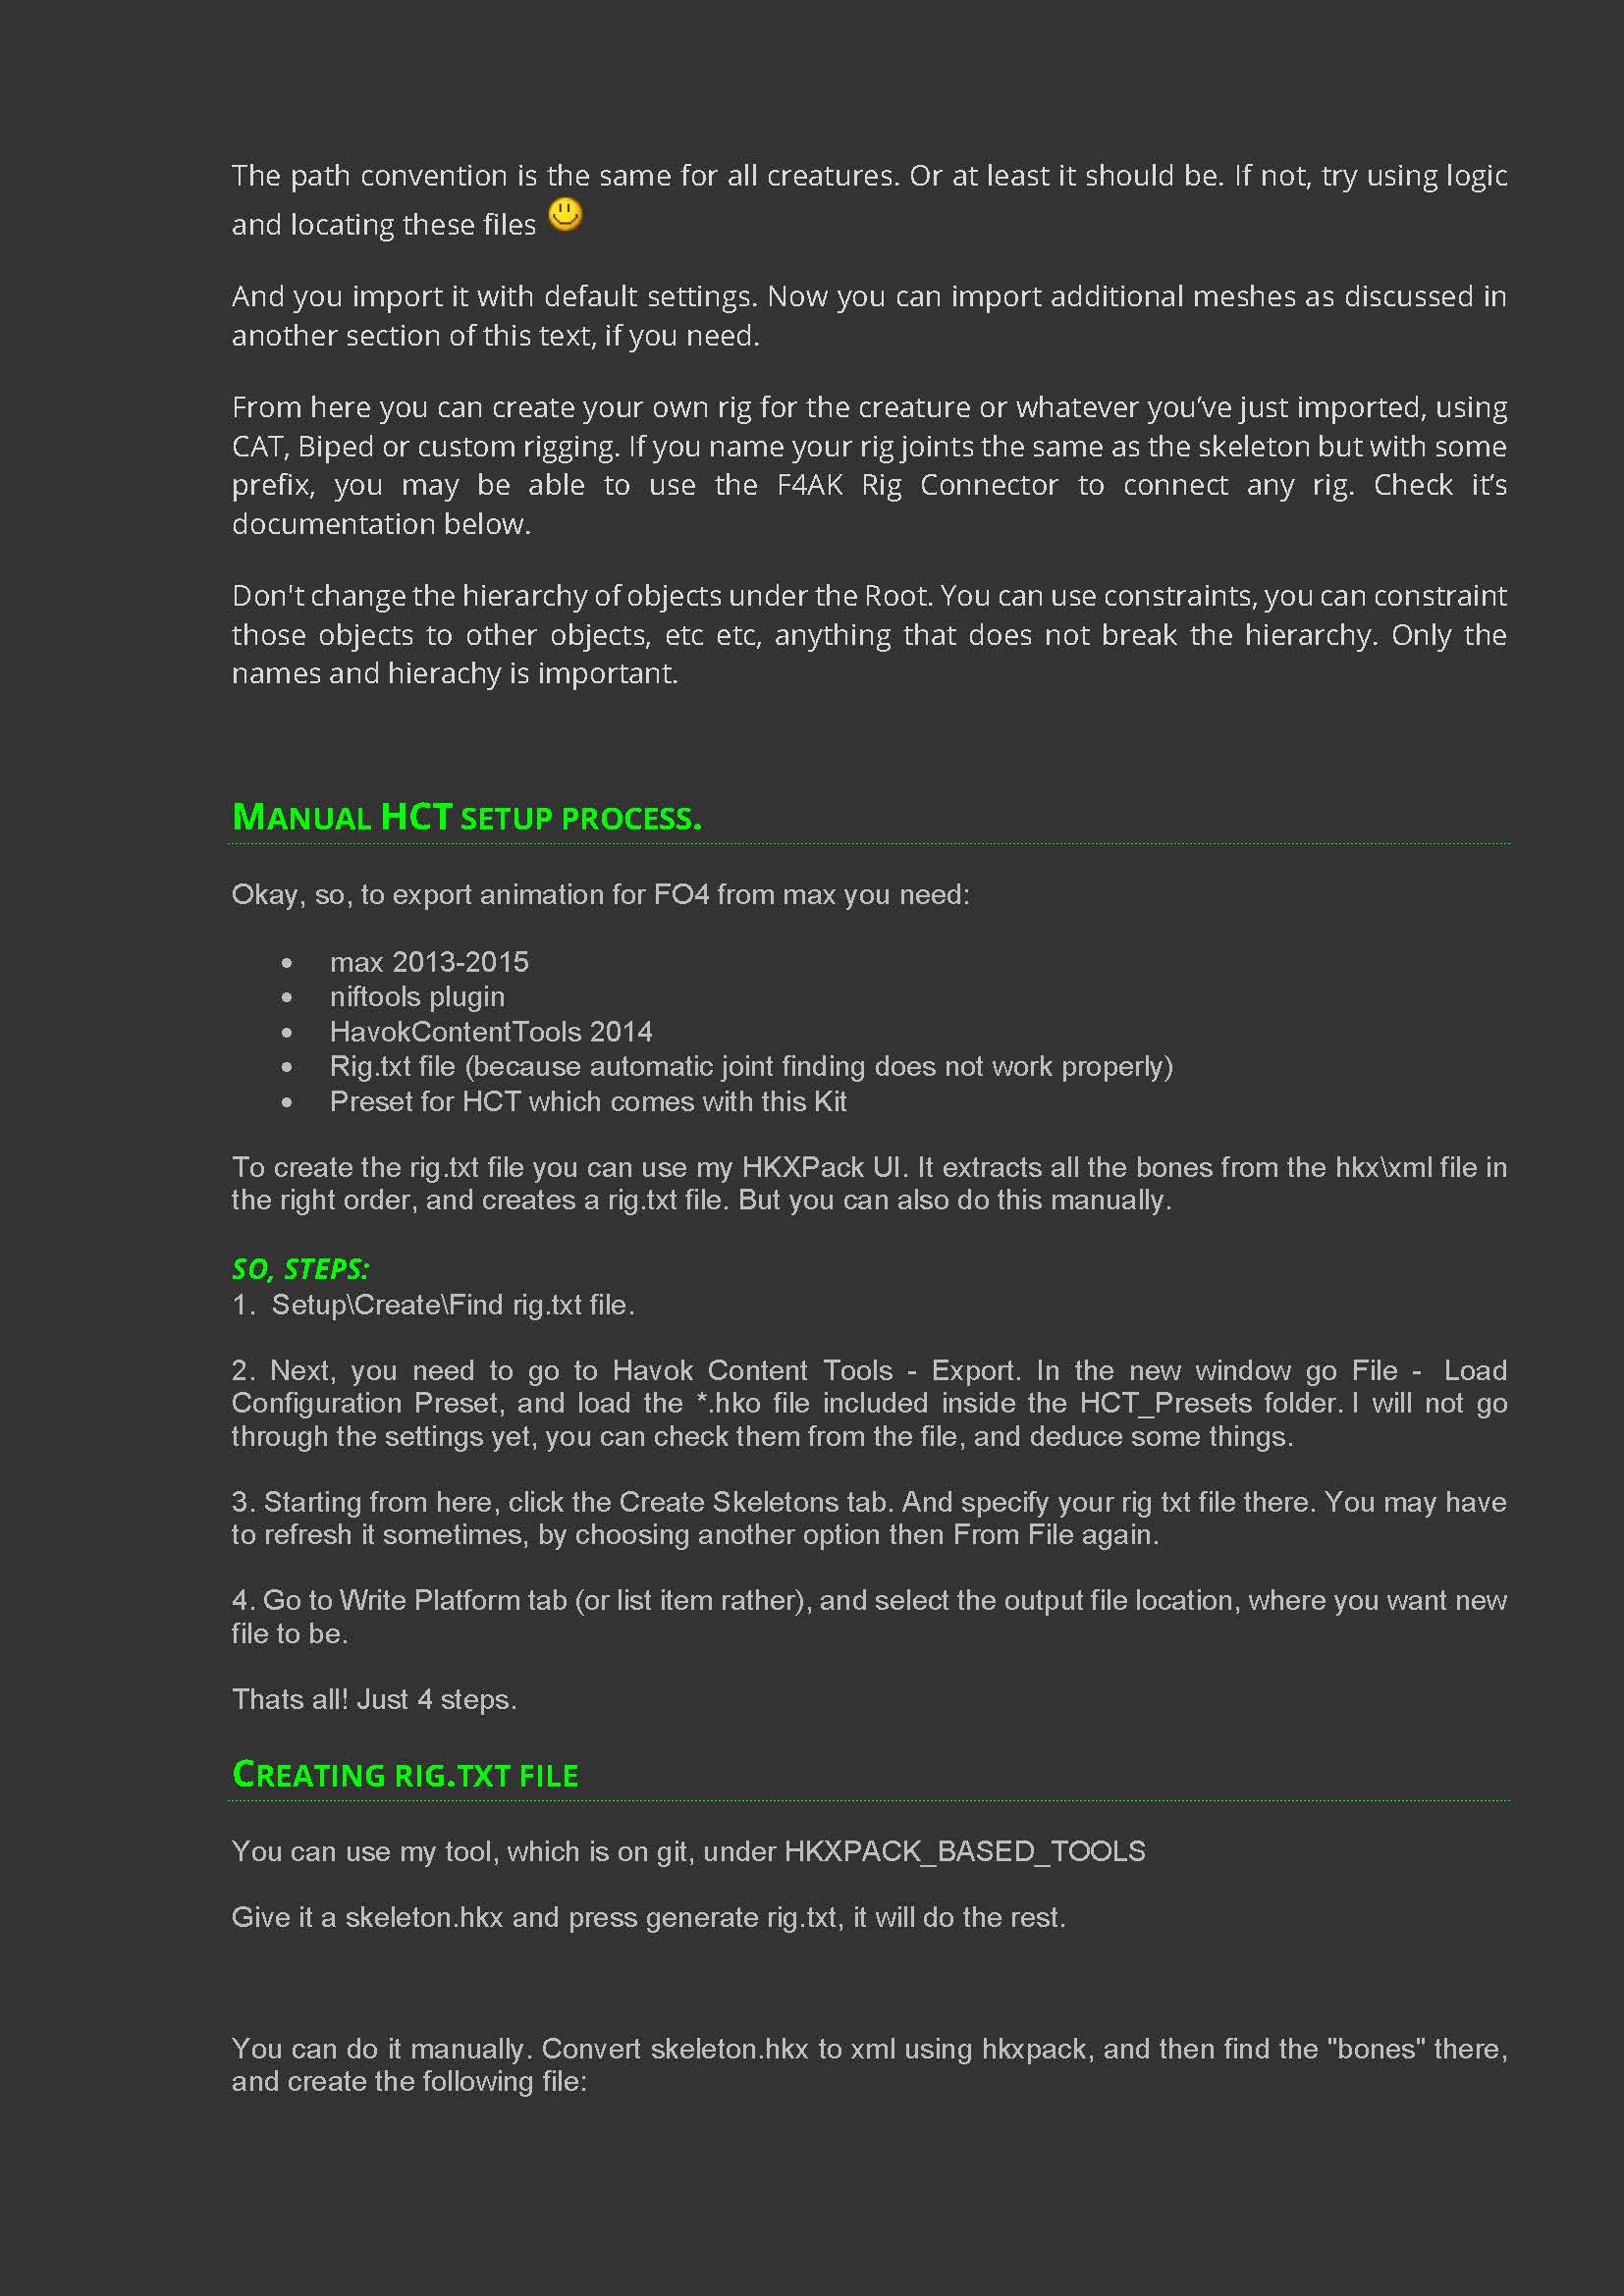 The path convention is the same for all creatures. Or at least it should be. If not, try using logic
and locating these files
And you import it with default settings. Now you can import additional meshes as discussed in
another section of this text, if you need.
From here you can create your own rig for the creature or whatever you’ve just imported, using
CAT, Biped or custom rigging. If you name your rig joints the same as the skeleton but with some
prefix, you may be able to use the F4AK Rig Connector to connect any rig. Check it’s
documentation below.
Don't change the hierarchy of objects under the Root. You can use constraints, you can constraint
those objects to other objects, etc etc, anything that does not break the hierarchy. Only the
names and hierachy is important.
MANUAL HCT SETUP PROCESS.
Okay, so, to export animation for FO4 from max you need:
• max 2013-2015
• niftools plugin
• HavokContentTools 2014
• Rig.txt file (because automatic joint finding does not work properly)
• Preset for HCT which comes with this Kit
To create the rig.txt file you can use my HKXPack UI. It extracts all the bones from the hkx\xml file in
the right order, and creates a rig.txt file. But you can also do this manually.
SO, STEPS:
1. Setup\Create\Find rig.txt file.
2. Next, you need to go to Havok Content Tools - Export. In the new window go File - Load
Configuration Preset, and load the *.hko file included inside the HCT_Presets folder. I will not go
through the settings yet, you can check them from the file, and deduce some things.
3. Starting from here, click the Create Skeletons tab. And specify your rig txt file there. You may have
to refresh it sometimes, by choosing another option then From File again.
4. Go to Write Platform tab (or list item rather), and select the output file location, where you want new
file to be.
Thats all! Just 4 steps.
CREATING RIG.TXT FILE
You can use my tool, which is on git, under HKXPACK_BASED_TOOLS
Give it a skeleton.hkx and press generate rig.txt, it will do the rest.
You can do it manually. Convert skeleton.hkx to xml using hkxpack, and then find the "bones" there,
and create the following file: